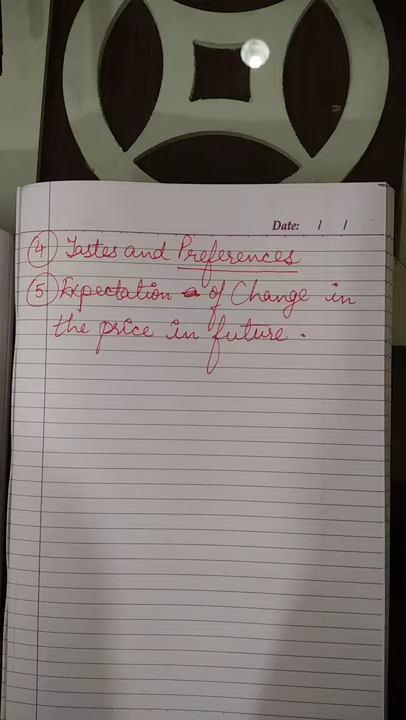 Date: / /
④ Tastes and Preferences
⑤ Expectation of Change in
the price in future.